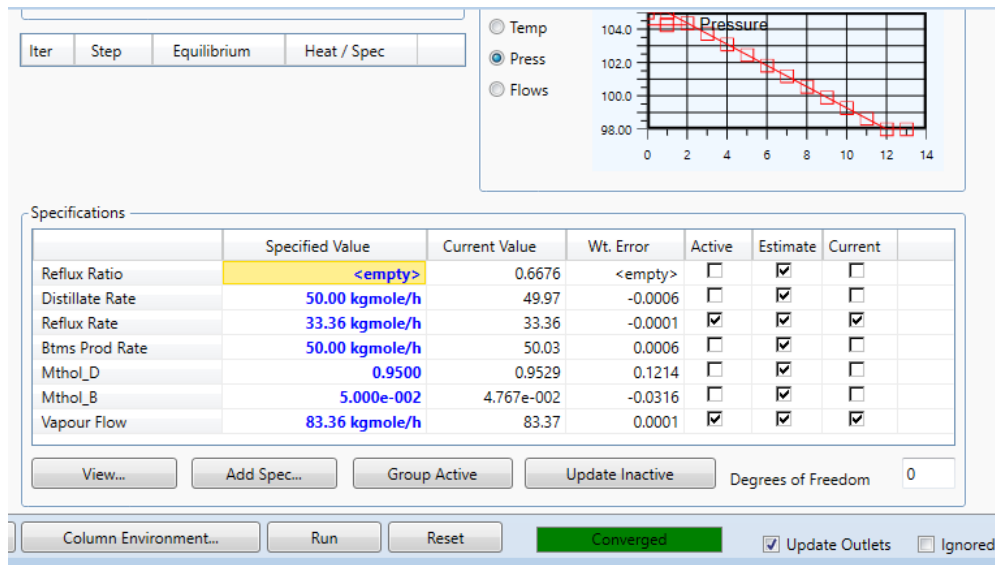 Temp
Press
Flows
Iter Step Equilibrium Heat / Spec
Pressure
104.0
102.0
100.0
98.00
0 2 4 6 8 10 12 14
Specifications
Specified Value Current Value Wt. Error Active Estimate Current
Reflux Ratio <empty> 0.6676 <empty>
Distillate Rate 50.00 kgmole/h 49.97 -0.0006
Reflux Rate 33.36 kgmole/h 33.36 -0.0001
Btms Prod Rate 50.00 kgmole/h 50.03 0.0006
Mthol_D 0.9500 0.9529 0.1214
Mthol_B 5.000e-002 4.767e-002 -0.0316
Vapour Flow 83.36 kgmole/h 83.37 0.0001
View... Add Spec... Group Active Update Inactive Degrees of Freedom 0
Column Environment... Run Reset Converged Update Outlets Ignored